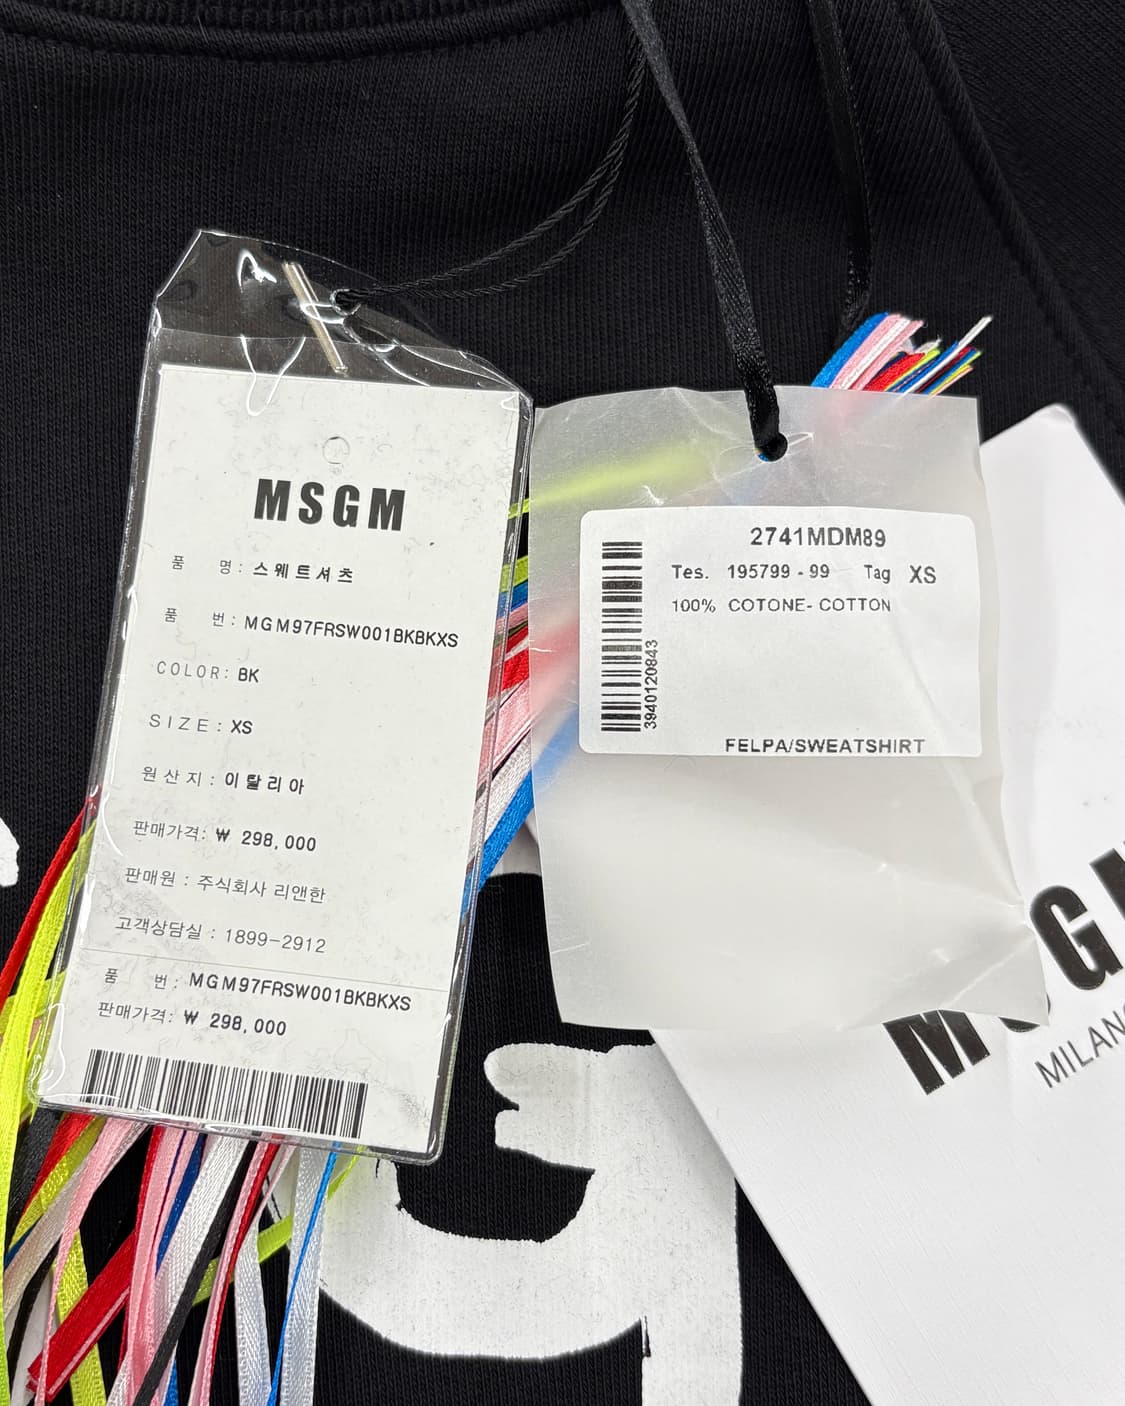 MSGM
품 명 : 스웨트셔츠
품 번 : MGM97FRSW001BKBKXS
COLOR : BK
SIZE : XS
원산지 : 이탈리아
판매가격: ₩ 298,000
판매원 : 주식회사 리앤한
고객상담실 : 1899-2912
품 번 : MGM97FRSW001BKBKXS
판매가격: ₩ 298,000
2741MDM89
Tes. 195799 - 99 Tag XS
100% COTONE- COTTON
3940120843
FELPA/SWEATSHIRT